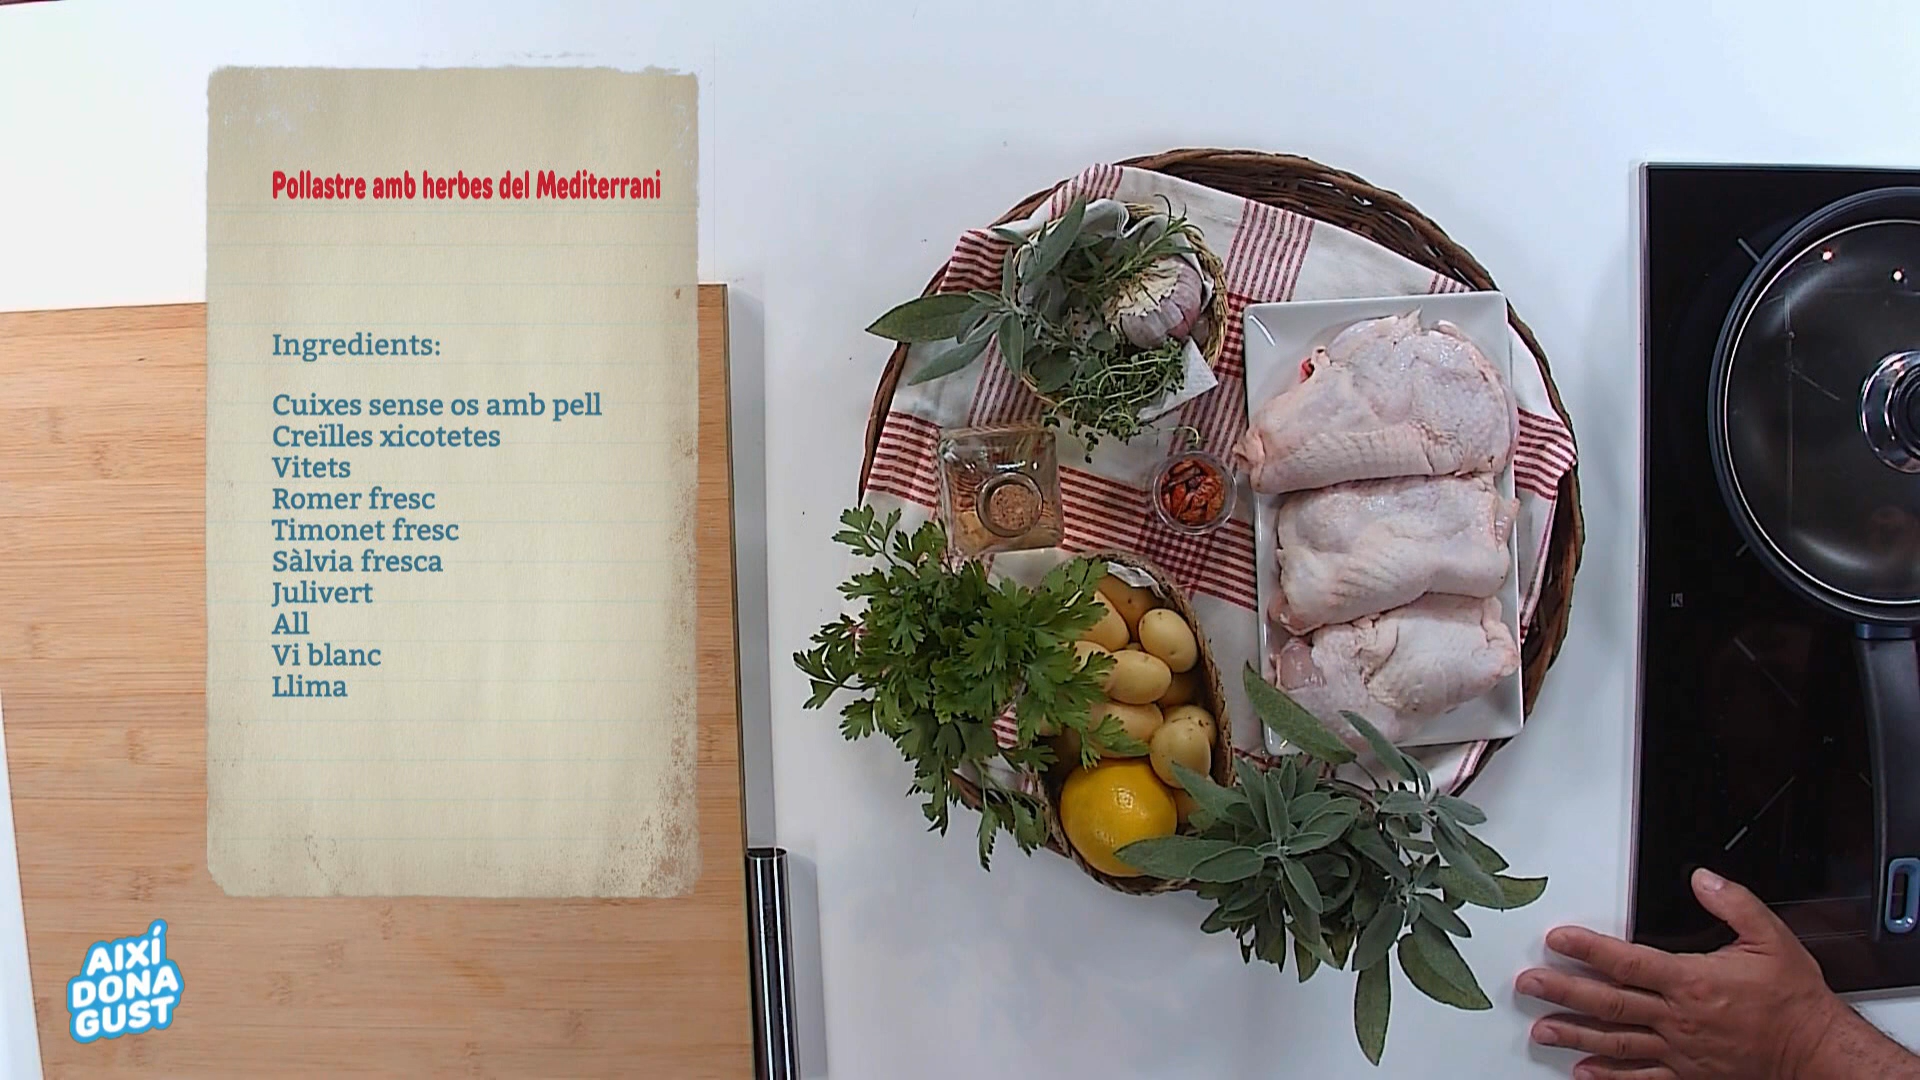 Pollastre amb herbes del Mediterrani
Ingredients:
Cuixes sense os amb pell
Creïlles xicotetes
Vitets
Romer fresc
Timonet fresc
Sàlvia fresca
Julivert
All
Vi blanc
Llima
AIXÍ
DONA
GUST